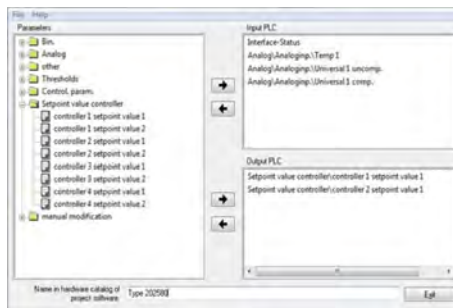 File Help
Parameters
Bin.
Analog
other
Thresholds
Control. param.
Setpoint value controller
controller 1 setpoint value 1
controller 1 setpoint value 2
controller 2 setpoint value 1
controller 2 setpoint value 2
controller 3 setpoint value 1
controller 3 setpoint value 2
controller 4 setpoint value 1
controller 4 setpoint value 2
manual modification
Input PLC
Interface-Status
Analog\Analoginp.\Temp 1
Analog\Analoginp.\Universal 1 uncomp.
Analog\Analoginp.\Universal 1 comp.
Output PLC
Setpoint value controller\controller 1 setpoint value 1
Setpoint value controller\controller 2 setpoint value 1
Name in hardware catalog of
project software:
Type 202580
Exit